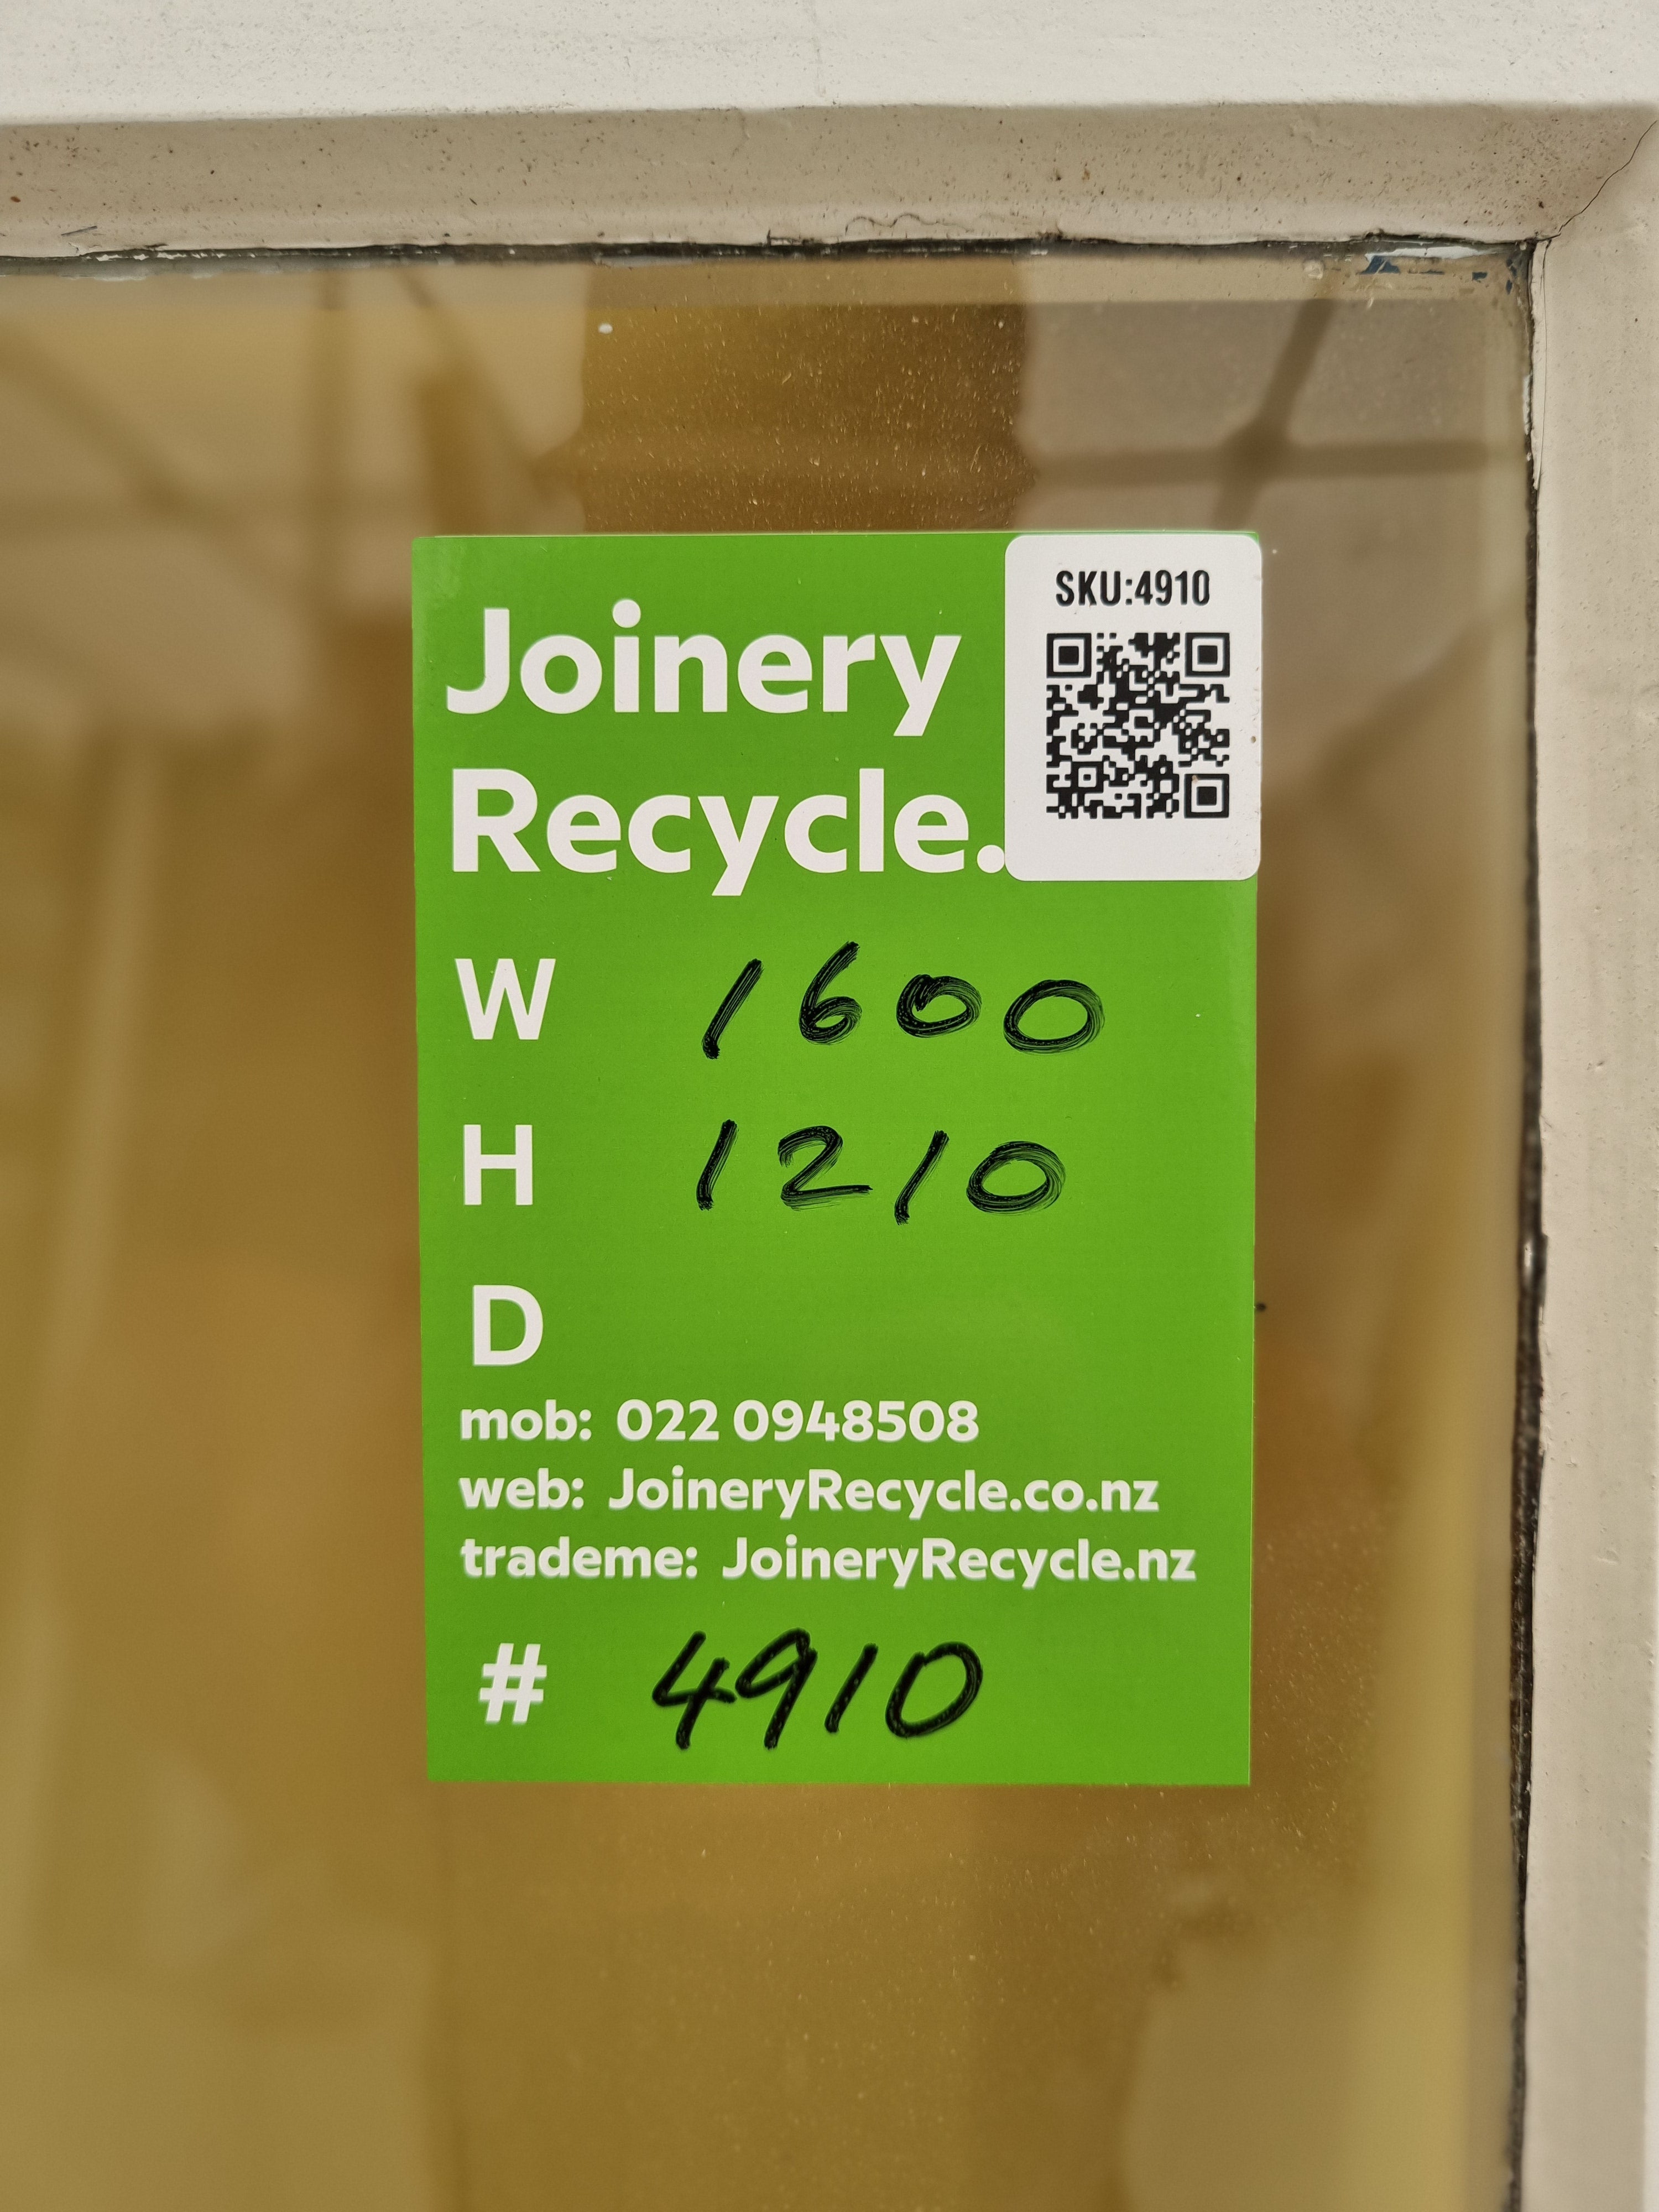 SKU:4910
Joinery
Recycle.
W 1600
H 1210
D
mob: 022 0948508
web: JoineryRecycle.co.nz
trademe: JoineryRecycle.nz
# 4910